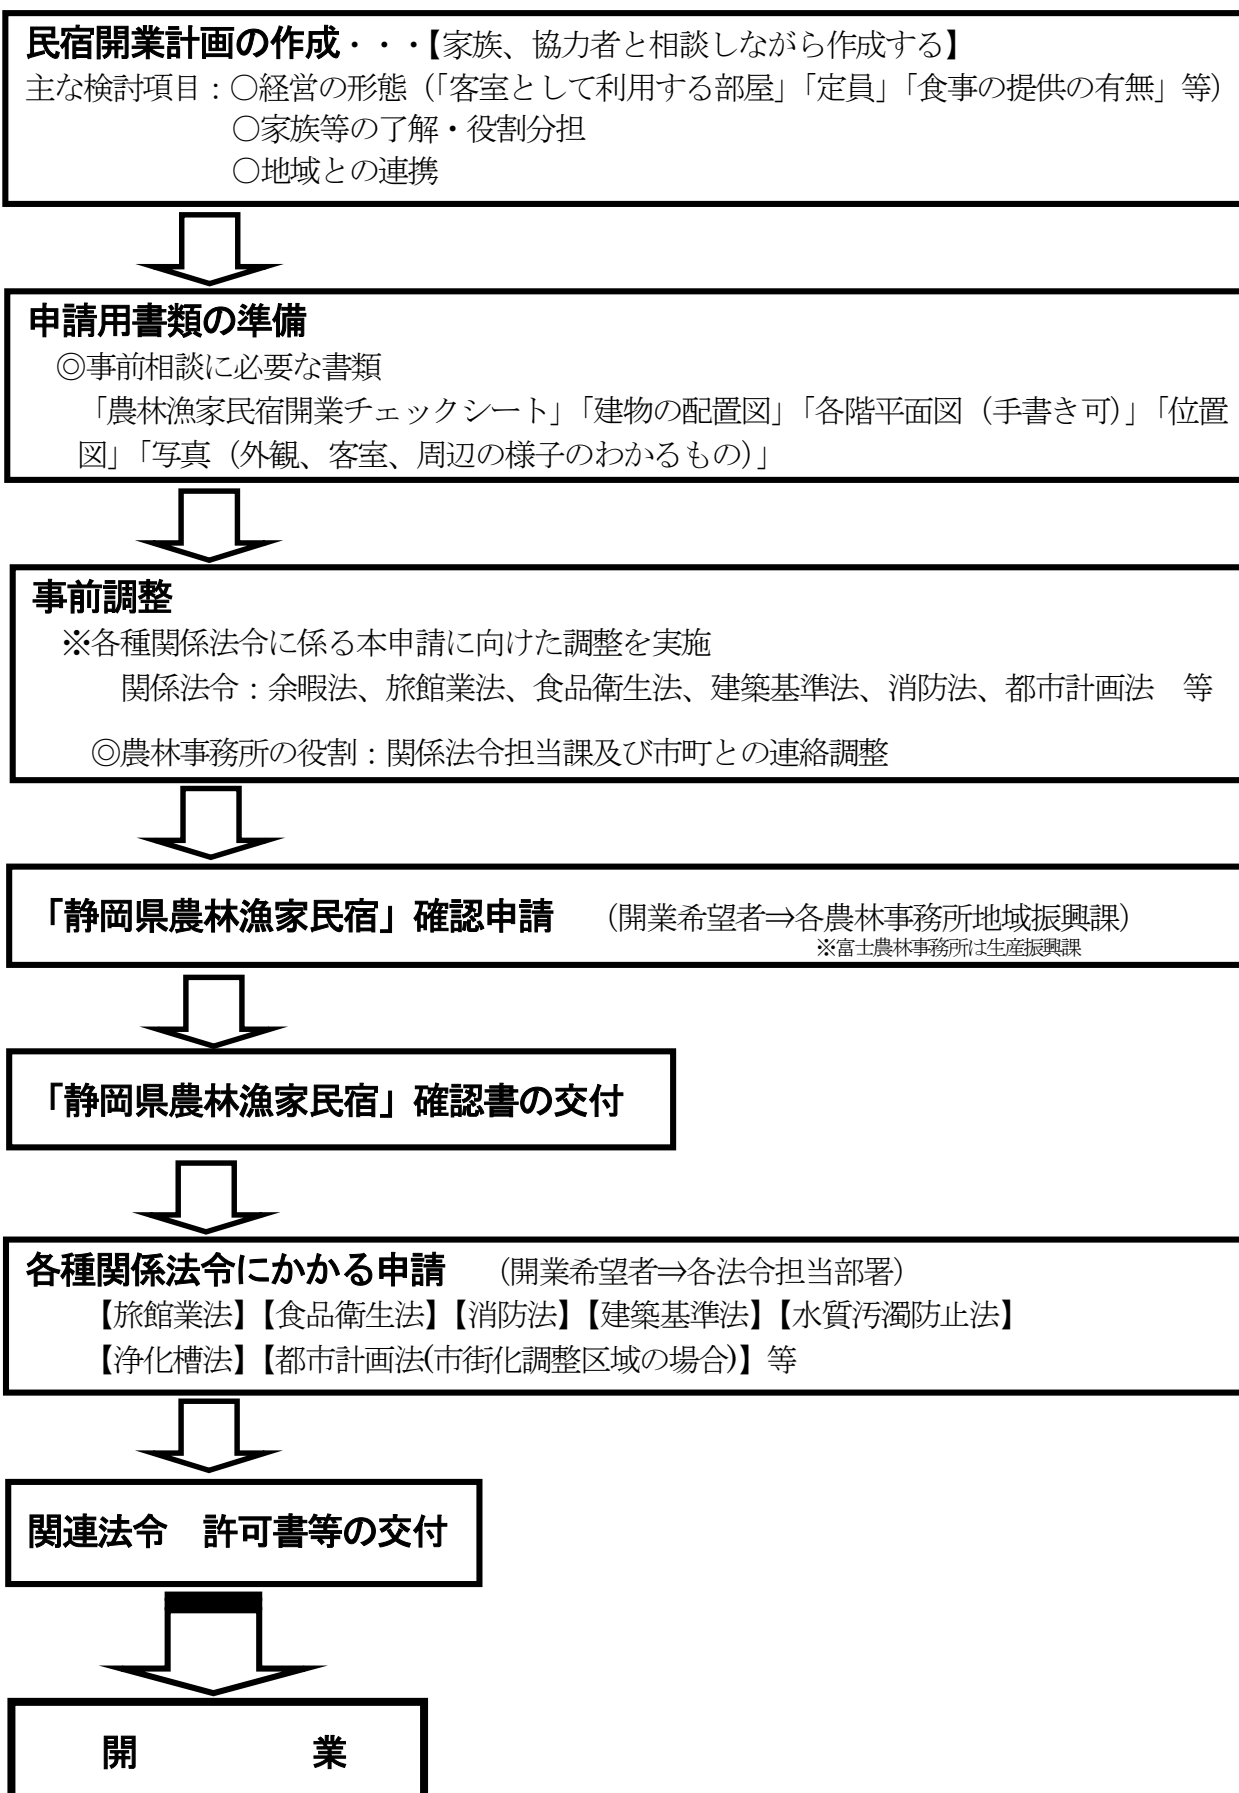 民宿開業計画の作成・・・【家族、協力者と相談しながら作成する】
主な検討項目：○経営の形態（「客室として利用する部屋」「定員」「食事の提供の有無」等）
○家族等の了解・役割分担
○地域との連携
申請用書類の準備
◎事前相談に必要な書類
「農林漁家民宿開業チェックシート」「建物の配置図」「各階平面図（手書き可）」「位置
図」「写真（外観、客室、周辺の様子のわかるもの）」
事前調整
※各種関係法令に係る本申請に向けた調整を実施
関係法令：余暇法、旅館業法、食品衛生法、建築基準法、消防法、都市計画法　等
◎農林事務所の役割：関係法令担当課及び市町との連絡調整
「静岡県農林漁家民宿」確認申請　（開業希望者⇒各農林事務所地域振興課）
※富士農林事務所は生産振興課
「静岡県農林漁家民宿」確認書の交付
各種関係法令にかかる申請　（開業希望者⇒各法令担当部署）
【旅館業法】【食品衛生法】【消防法】【建築基準法】【水質汚濁防止法】
【浄化槽法】【都市計画法(市街化調整区域の場合)】等
関連法令　許可書等の交付
開　　　　　業